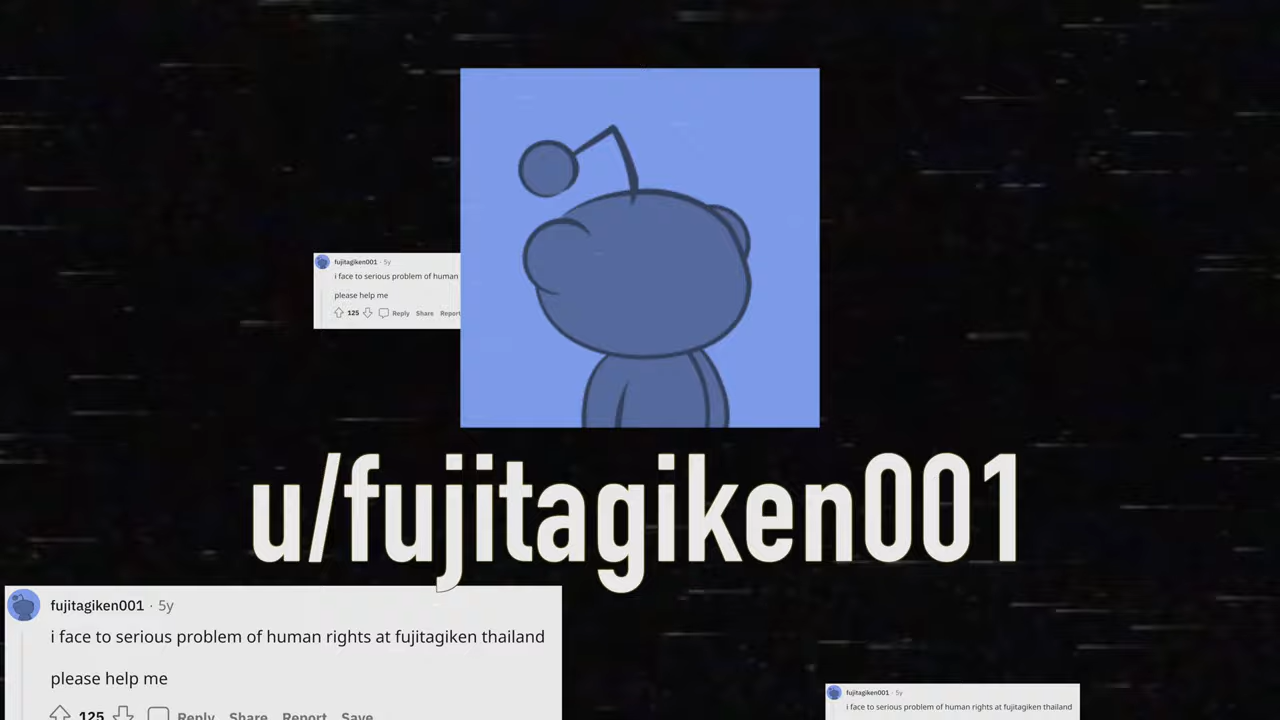 fujitagiken001 · 5y
i face to serious problem of human
please help me
125 Reply Share Report
u/fujitagiken001
fujitagiken001 · 5y
i face to serious problem of human rights at fujitagiken thailand
please help me
125 Reply Share Report Save
fujitagiken001 · 5y
i face to serious problem of human rights at fujitagiken thailand